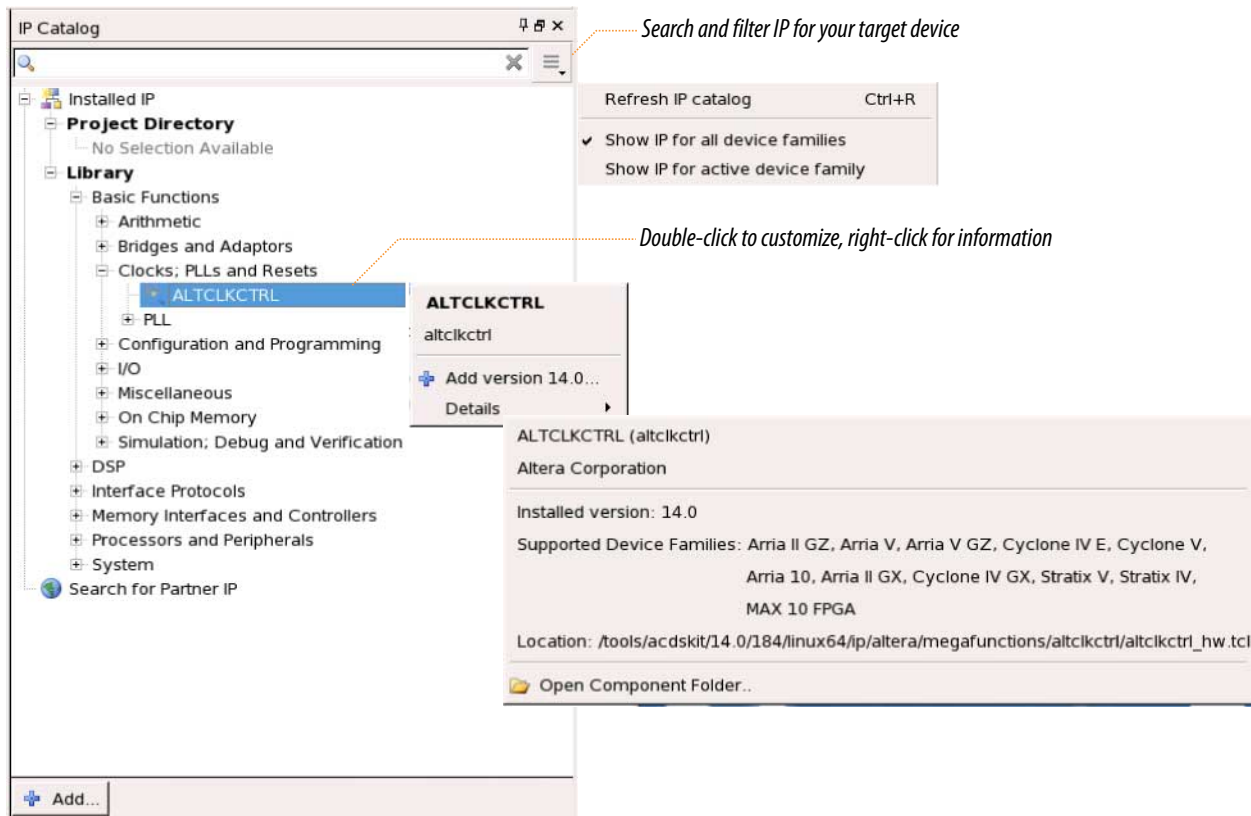 IP Catalog
Search and filter IP for your target device
Installed IP
Project Directory
No Selection Available
Library
Basic Functions
Arithmetic
Bridges and Adaptors
Clocks; PLLs and Resets
ALTCLKCTRL
PLL
Configuration and Programming
I/O
Miscellaneous
On Chip Memory
Simulation; Debug and Verification
DSP
Interface Protocols
Memory Interfaces and Controllers
Processors and Peripherals
System
Search for Partner IP
Add...
Refresh IP catalog Ctrl+R
Show IP for all device families
Show IP for active device family
Double-click to customize, right-click for information
ALTCLKCTRL
altclkctrl
Add version 14.0...
Details
ALTCLKCTRL (altclkctrl)
Altera Corporation
Installed version: 14.0
Supported Device Families: Arria II GZ, Arria V, Arria V GZ, Cyclone IV E, Cyclone V,
Arria 10, Arria II GX, Cyclone IV GX, Stratix V, Stratix IV,
MAX 10 FPGA
Location: /tools/acdskit/14.0/184/linux64/ip/altera/megafunctions/altclkctrl/altclkctrl_hw.tcl
Open Component Folder..